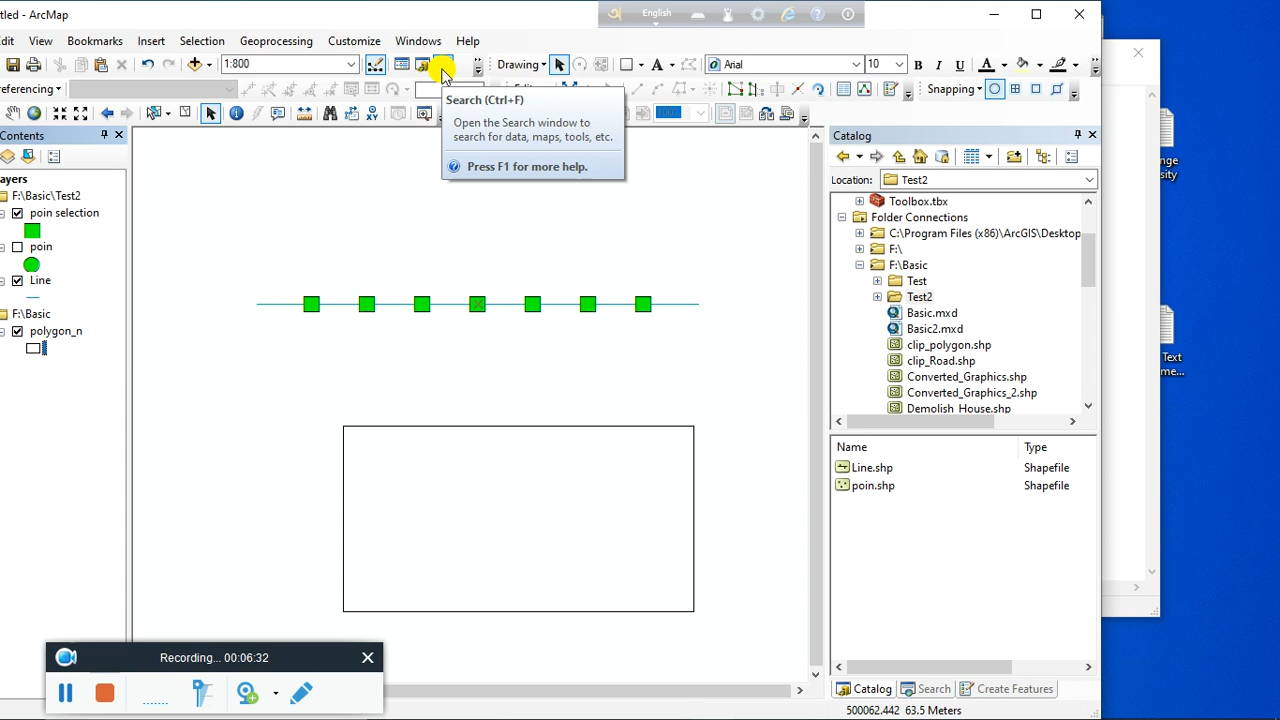 tled - ArcMap
English
dit View Bookmarks Insert Selection Geoprocessing Customize Windows Help
1:800
Drawing
A
Arial
10
B I U A
eferencing
Snapping
100%
Search (Ctrl+F)
Open the Search window to
search for data, maps, tools, etc.
Press F1 for more help.
Contents
ayers
F:\Basic\Test2
poin selection
poin
Line
F:\Basic
polygon_n
Catalog
Location: Test2
Toolbox.tbx
Folder Connections
C:\Program Files (x86)\ArcGIS\Desktop
F:\
F:\Basic
Test
Test2
Basic.mxd
Basic2.mxd
clip_polygon.shp
clip_Road.shp
Converted_Graphics.shp
Converted_Graphics_2.shp
Demolish_House.shp
Name Type
Line.shp Shapefile
poin.shp Shapefile
Catalog Search Create Features
500062.442 63.5 Meters
Recording... 00:06:32
nge
sity
Text
me...